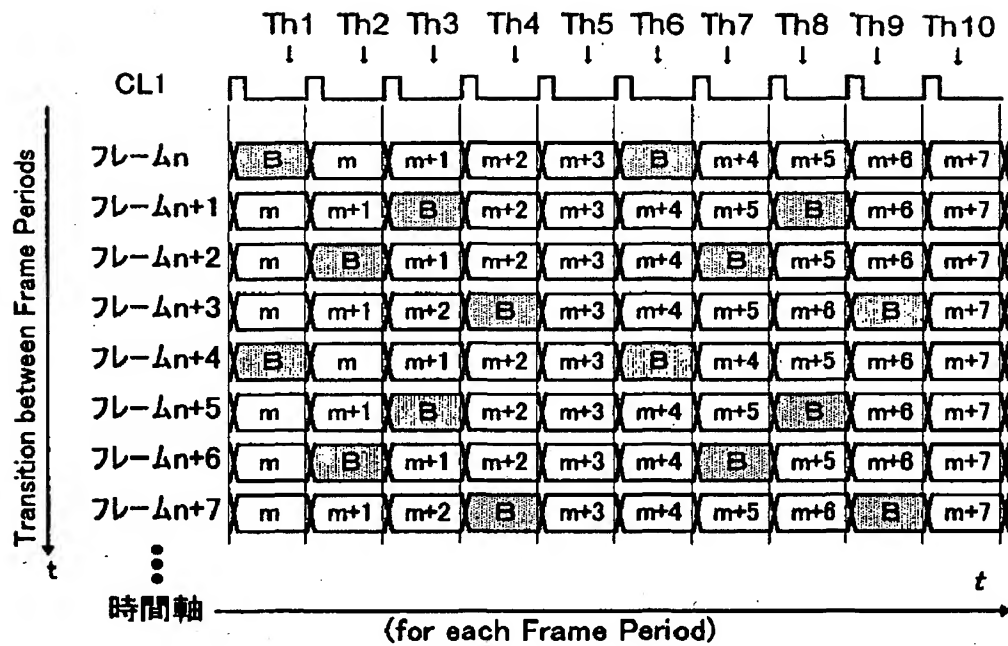 Th1 Th2 Th3 Th4 Th5 Th6 Th7 Th8 Th9 Th10
CL1
フレームn B m m+1 m+2 m+3 B m+4 m+5 m+6 m+7
フレームn+1 m m+1 B m+2 m+3 m+4 m+5 B m+6 m+7
フレームn+2 m B m+1 m+2 m+3 m+4 B m+5 m+6 m+7
フレームn+3 m m+1 m+2 B m+3 m+4 m+5 m+6 B m+7
フレームn+4 B m m+1 m+2 m+3 B m+4 m+5 m+6 m+7
フレームn+5 m m+1 B m+2 m+3 m+4 m+5 B m+6 m+7
フレームn+6 m B m+1 m+2 m+3 m+4 B m+5 m+6 m+7
フレームn+7 m m+1 m+2 B m+3 m+4 m+5 m+6 B m+7
Transition between Frame Periods
t
t
時間軸
(for each Frame Period)